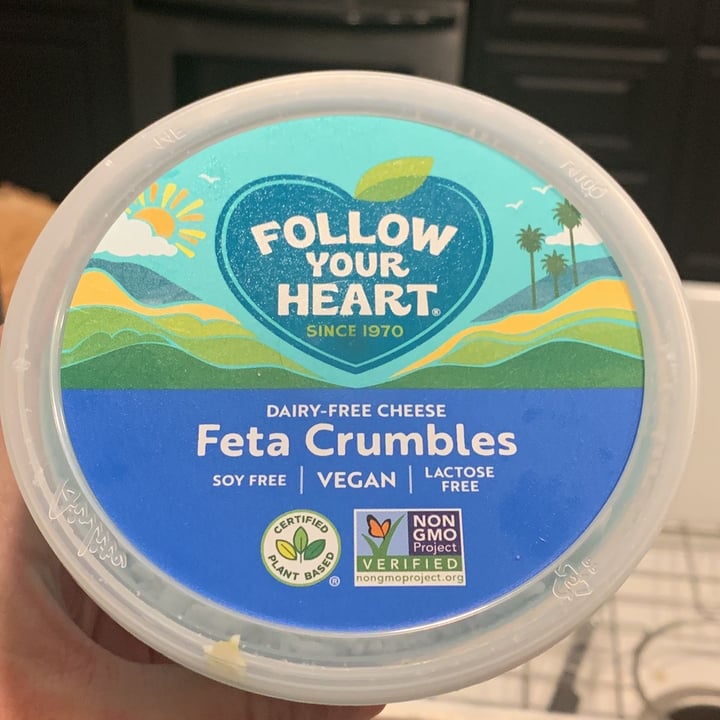 FOLLOW
YOUR
HEART®
SINCE 1970
DAIRY-FREE CHEESE
Feta Crumbles
SOY FREE | VEGAN | LACTOSE FREE
CERTIFIED
PLANT BASED
®
NON
GMO
Project
VERIFIED
nongmoproject.org